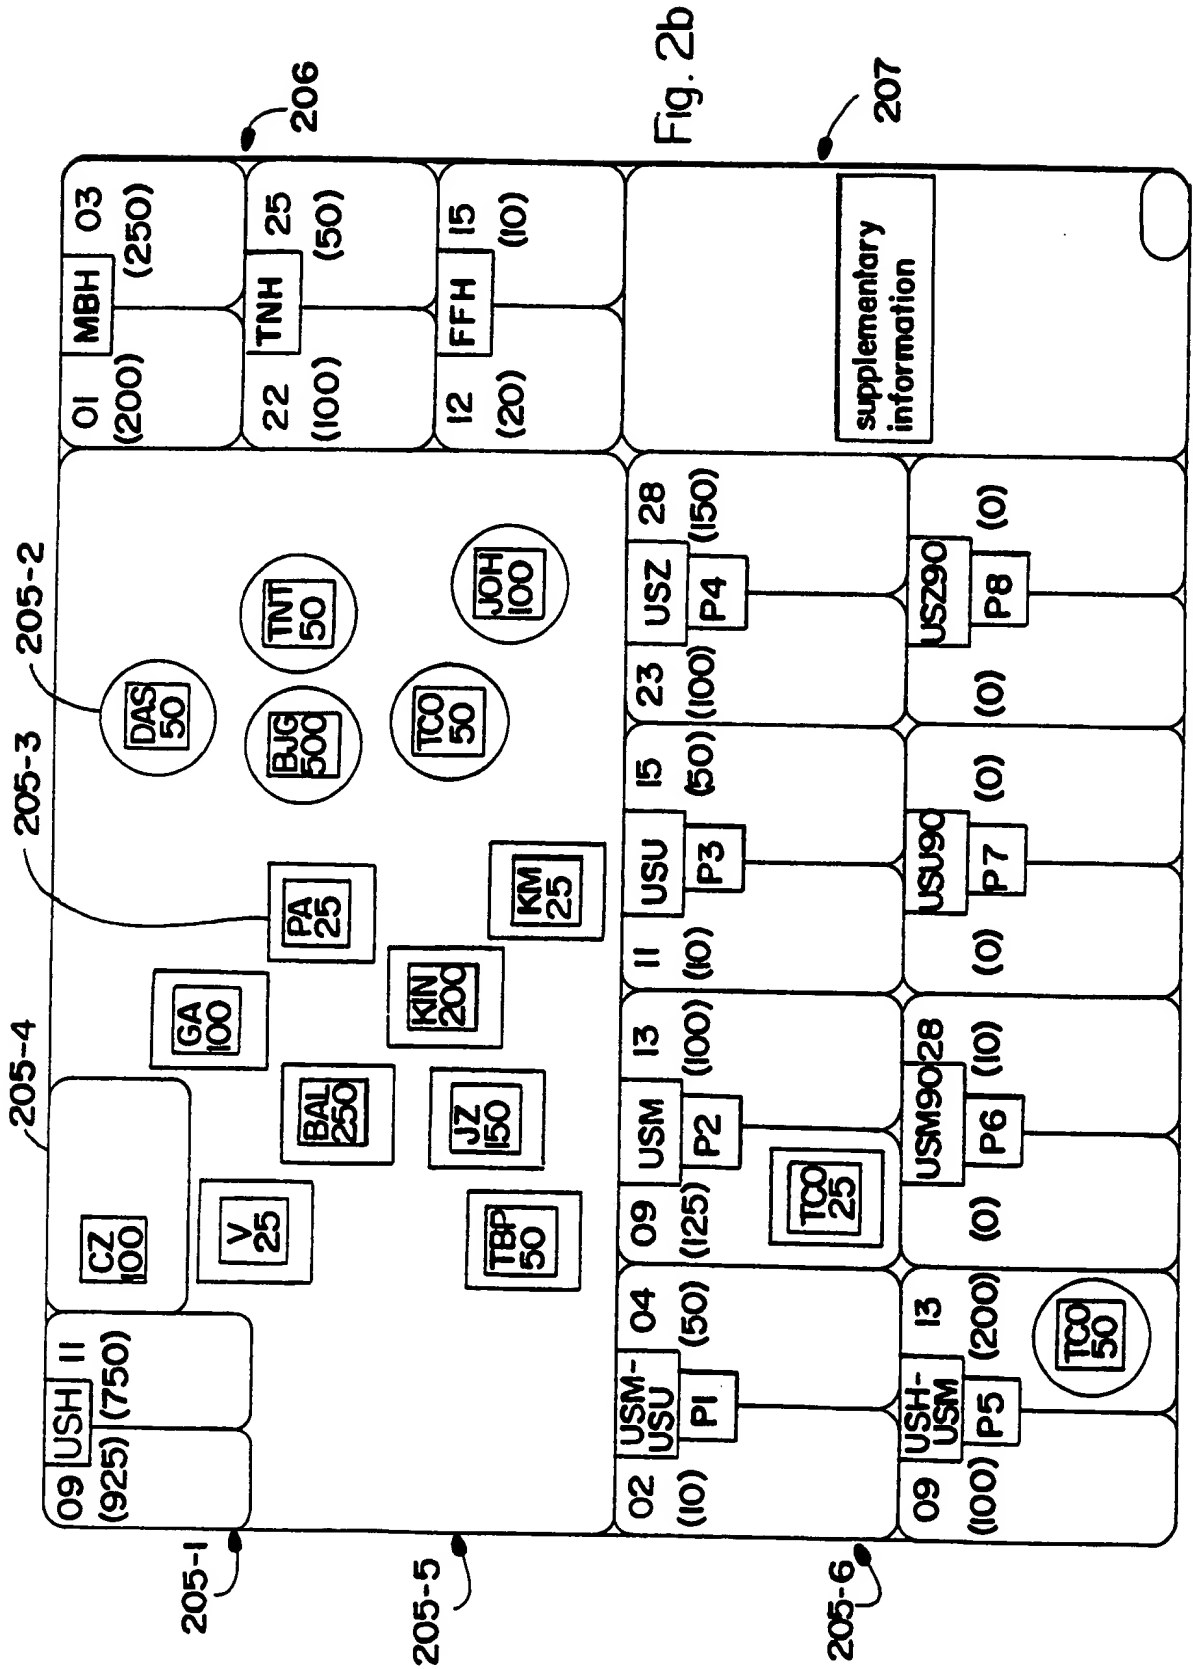 205-4
205-3
205-2
09 USH 11
(925) (750)
CZ
100
V
25
GA
100
DAS
50
BAL
250
PA
25
BJG
500
TNT
50
JZ
150
KIN
200
TCO
50
TBP
50
KM
25
JOH
100
01 MBH 03
(200) (250)
22 TNH 25
(100) (50)
12 FFH 15
(20) (10)
206
205-1
205-5
205-6
02 USM-
USU 04
(10) P1 (50)
09 USM 13
(125) P2 (100)
TCO
25
11 USU 15
(10) P3 (50)
23 USZ 28
(100) P4 (150)
09 USH-
USM 13
(100) P5 (200)
TCO
50
USM9028
(0) P6 (10)
USU90
(0) P7 (0)
USZ90
(0) P8 (0)
supplementary
information
Fig. 2b
207